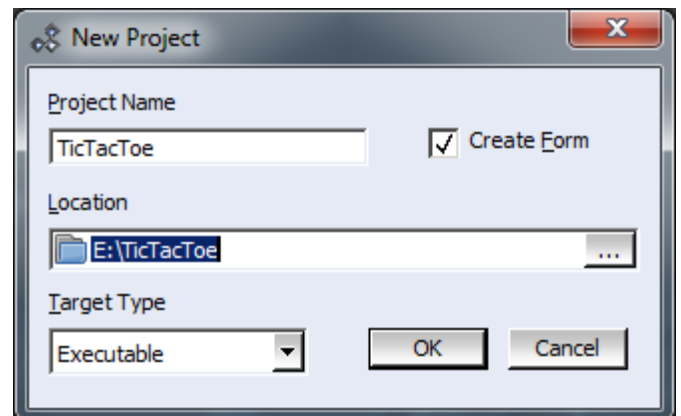 New Project
Project Name
TicTacToe
Create Form
Location
E:\TicTacToe
...
Target Type
Executable
OK
Cancel